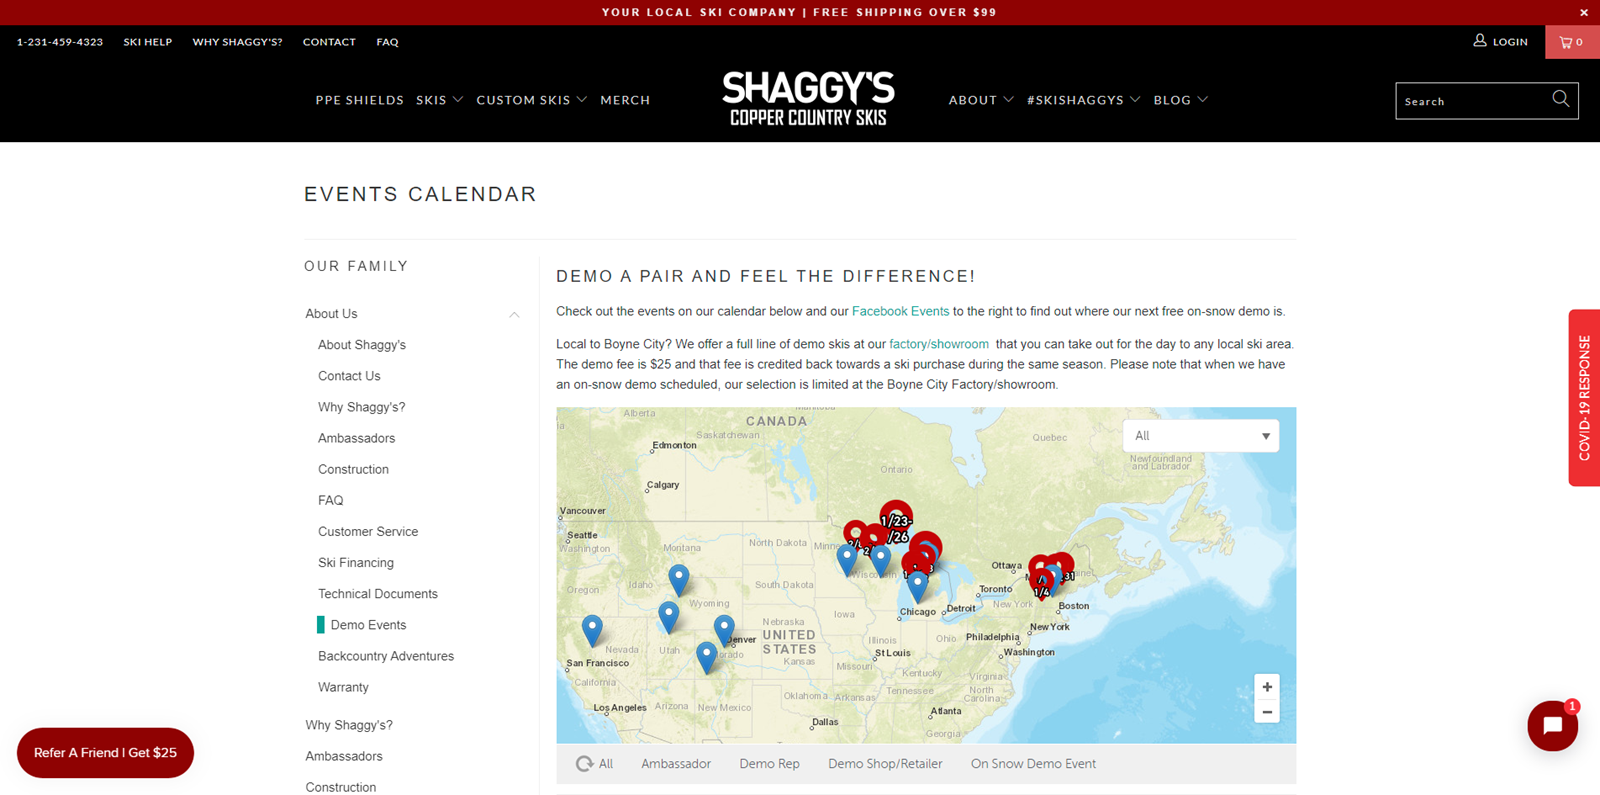 YOUR LOCAL SKI COMPANY | FREE SHIPPING OVER $99
×
1-231-459-4323 SKI HELP WHY SHAGGY'S? CONTACT FAQ
LOGIN 0
PPE SHIELDS SKIS CUSTOM SKIS MERCH
SHAGGY'S
COPPER COUNTRY SKIS
ABOUT #SKISHAGGYS BLOG
Search
EVENTS CALENDAR
OUR FAMILY
About Us
About Shaggy's
Contact Us
Why Shaggy's?
Ambassadors
Construction
FAQ
Customer Service
Ski Financing
Technical Documents
Demo Events
Backcountry Adventures
Warranty
Why Shaggy's?
Ambassadors
Construction
DEMO A PAIR AND FEEL THE DIFFERENCE!
Check out the events on our calendar below and our Facebook Events to the right to find out where our next free on-snow demo is.
Local to Boyne City? We offer a full line of demo skis at our factory/showroom that you can take out for the day to any local ski area.
The demo fee is $25 and that fee is credited back towards a ski purchase during the same season. Please note that when we have
an on-snow demo scheduled, our selection is limited at the Boyne City Factory/showroom.
Alberta
CANADA
Saskatchewan
Edmonton
Quebec
All
Newfoundland
and Labrador
Ontario
Calgary
Vancouver
Seattle
Washington
Montana
North Dakota
1/23-
/26
Ottawa
Oregon
Idaho
South Dakota
Wyoming
Toronto
1/4
Boston
Chicago
Detroit
New York
Iowa
Nebraska
New York
Nevada
Utah
Denver
UNITED
STATES
Illinois
Ohio
Philadelphia
Washington
San Francisco
Kansas
Missouri
St Louis
Kentucky
Virginia
California
Oklahoma
Arkansas
Tennessee
North
Carolina
Los Angeles
Arizona
New Mexico
Dallas
Atlanta
Georgia
+
−
All Ambassador Demo Rep Demo Shop/Retailer On Snow Demo Event
COVID-19 RESPONSE
Refer A Friend | Get $25
1